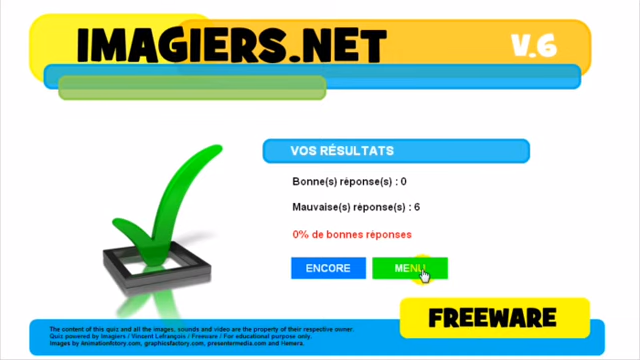 IMAGIERS.NET
V.6
VOS RÉSULTATS
Bonne(s) réponse(s) : 0
Mauvaise(s) réponse(s) : 6
0% de bonnes réponses
ENCORE
MENU
FREEWARE
The content of this quiz and all the images, sounds and video are the property of their respective owner.
Quiz powered by Imagiers / Vincent Lefrançois / Freeware / For educational purpose only.
Images by Animationfactory.com, graphicsfactory.com, presentermedia.com and Hemera.